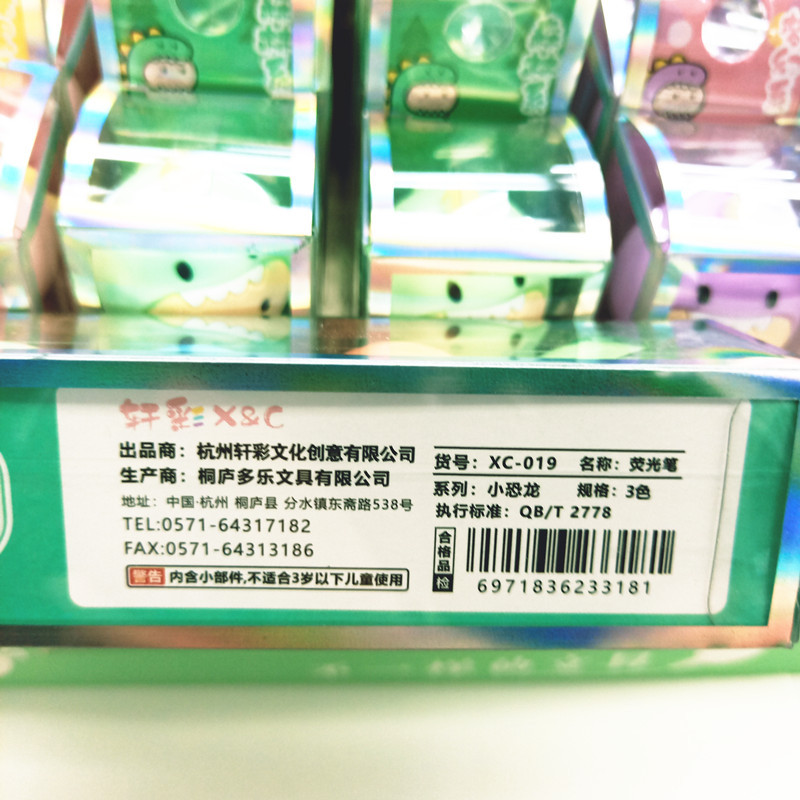 轩彩 X&C
出品商：杭州轩彩文化创意有限公司
生产商：桐庐多乐文具有限公司
地址：中国·杭州 桐庐县 分水镇东斋路538号
TEL:0571-64317182
FAX:0571-64313186
警告 内含小部件,不适合3岁以下儿童使用
货号：XC-019 名称：荧光笔
系列：小恐龙 规格：3色
执行标准：QB/T 2778
合格品 检
6971836233181